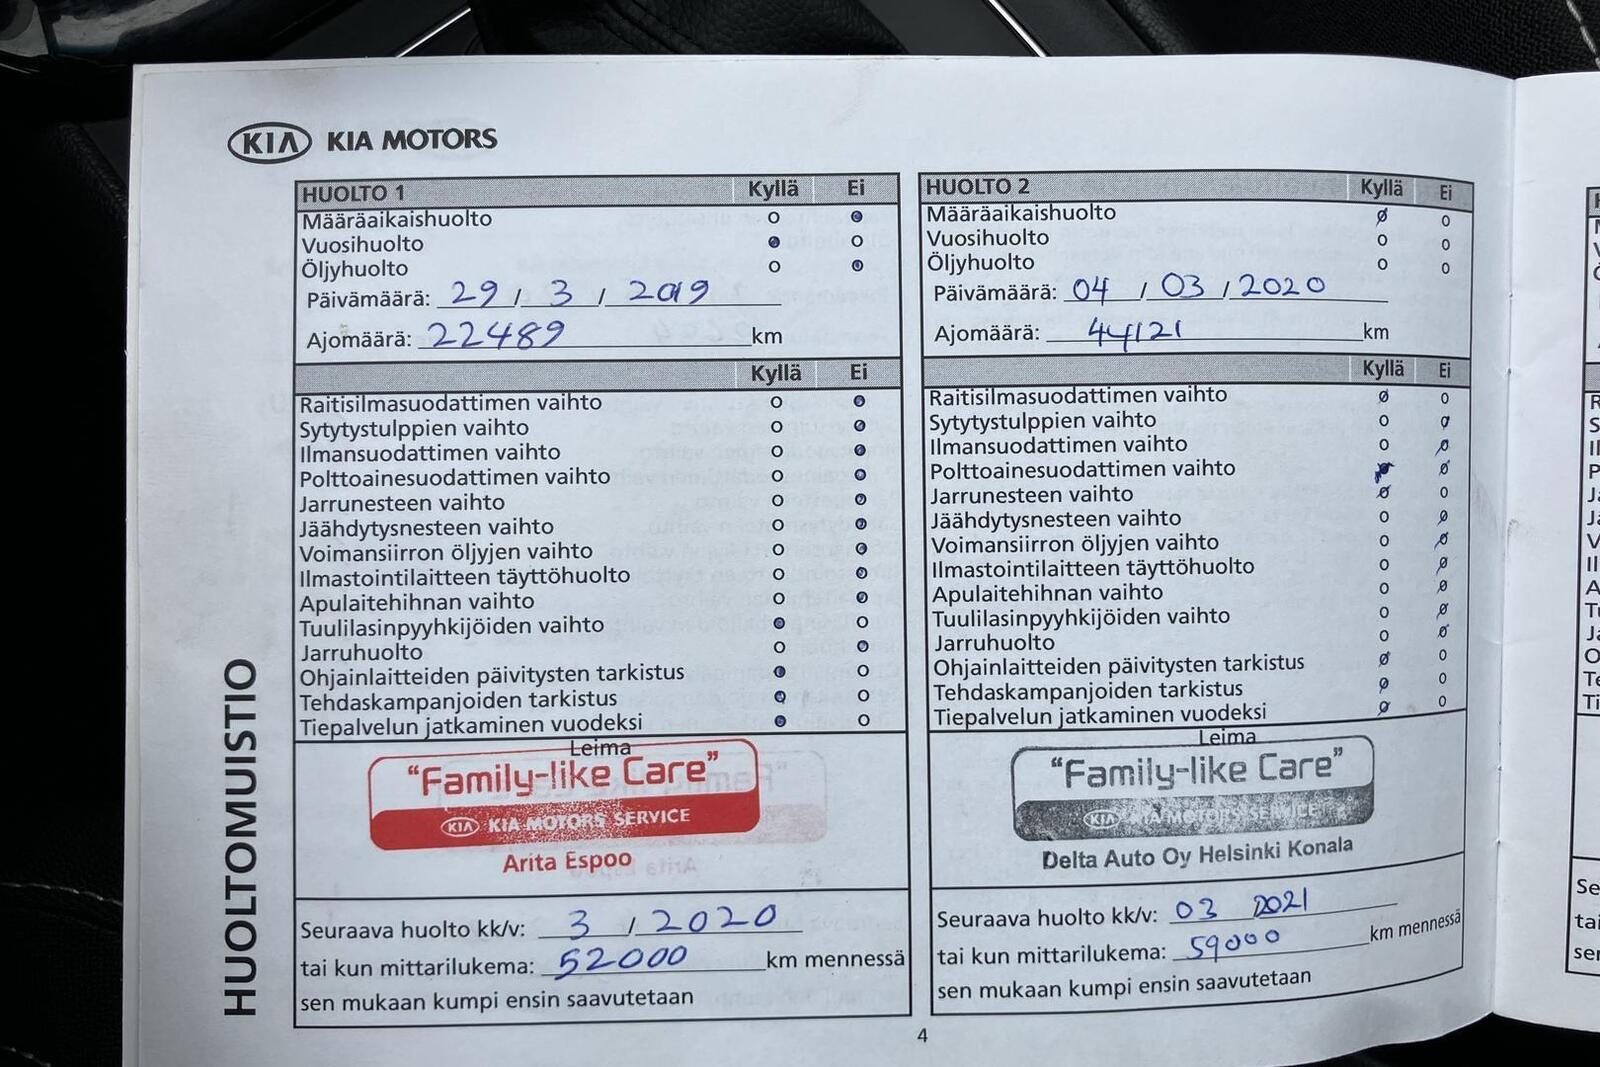 KIA KIA MOTORS
HUOLTOMUISTIO
HUOLTO 1 Kyllä Ei
Määräaikaishuolto
Vuosihuolto
Öljyhuolto
Päivämäärä: 29 / 3 / 2019
Ajomäärä: 22489 km
Kyllä Ei
Raitisilmasuodattimen vaihto
Sytytystulppien vaihto
Ilmansuodattimen vaihto
Polttoainesuodattimen vaihto
Jarrunesteen vaihto
Jäähdytysnesteen vaihto
Voimansiirron öljyjen vaihto
Ilmastointilaitteen täyttöhuolto
Apulaitehihnan vaihto
Tuulilasinpyyhkijöiden vaihto
Jarruhuolto
Ohjainlaitteiden päivitysten tarkistus
Tehdaskampanjoiden tarkistus
Tiepalvelun jatkaminen vuodeksi
Leima
"Family-like Care"
KIA KIA MOTORS SERVICE
Arita Espoo
Seuraava huolto kk/v: 3 / 2020
tai kun mittarilukema: 52000 km mennessä
sen mukaan kumpi ensin saavutetaan
HUOLTO 2 Kyllä Ei
Määräaikaishuolto
Vuosihuolto
Öljyhuolto
Päivämäärä: 04 / 03 / 2020
Ajomäärä: 44121 km
Kyllä Ei
Raitisilmasuodattimen vaihto
Sytytystulppien vaihto
Ilmansuodattimen vaihto
Polttoainesuodattimen vaihto
Jarrunesteen vaihto
Jäähdytysnesteen vaihto
Voimansiirron öljyjen vaihto
Ilmastointilaitteen täyttöhuolto
Apulaitehihnan vaihto
Tuulilasinpyyhkijöiden vaihto
Jarruhuolto
Ohjainlaitteiden päivitysten tarkistus
Tehdaskampanjoiden tarkistus
Tiepalvelun jatkaminen vuodeksi
Leima
"Family-like Care"
KIA KIA MOTORS SERVICE
Delta Auto Oy Helsinki Konala
Seuraava huolto kk/v: 03 2021
tai kun mittarilukema: 59000 km mennessä
sen mukaan kumpi ensin saavutetaan
4